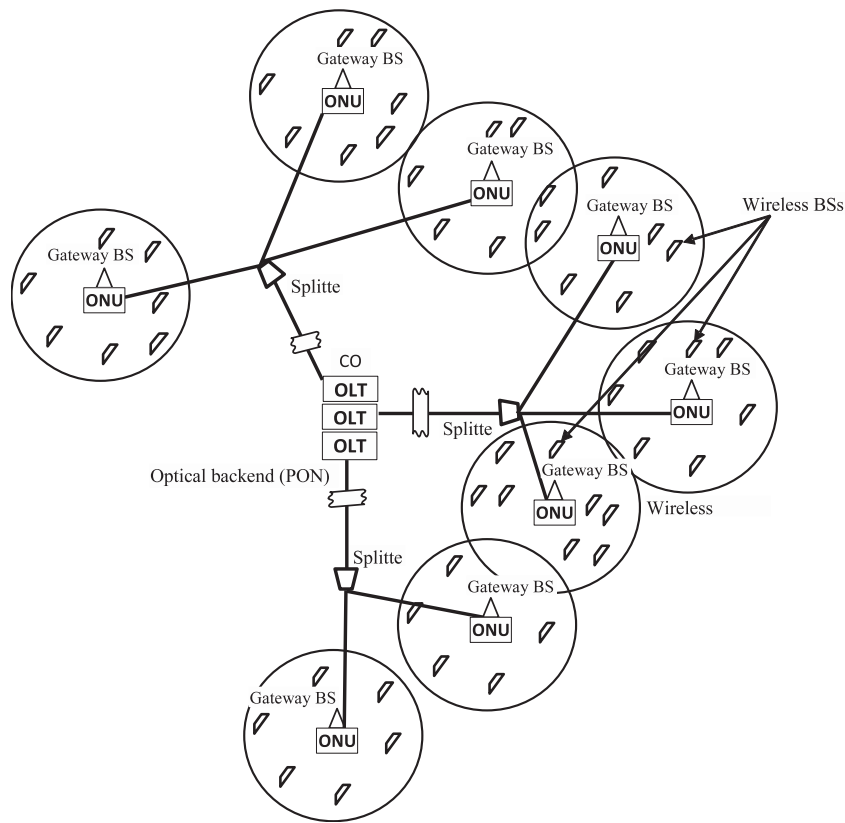 Gateway BS
ONU
Gateway BS
ONU
Gateway BS
ONU
Wireless BSs
Gateway BS
ONU
Splitte
CO
OLT
OLT
OLT
Gateway BS
ONU
Splitte
Optical backend (PON)
Gateway BS
ONU
Wireless
Splitte
Gateway BS
ONU
Gateway BS
ONU